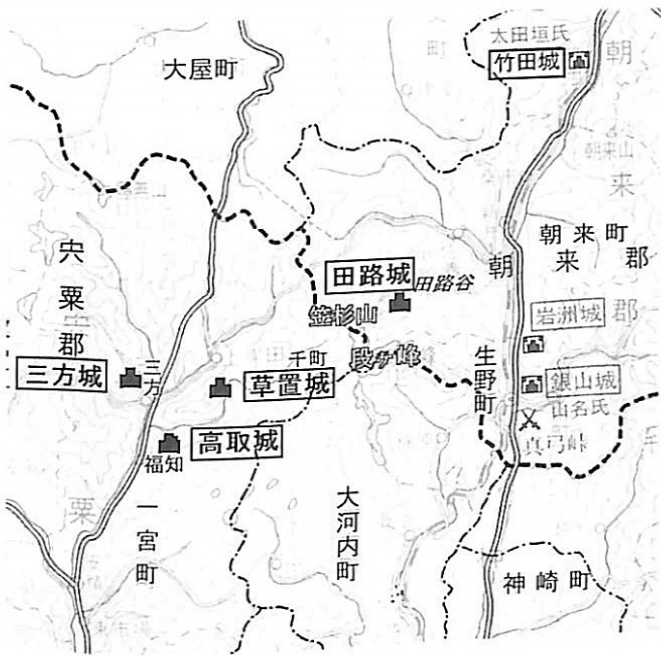 太田垣氏
竹田城
大屋町
朝
朝来山
来
朝来町
朝来郡
郡
宍粟郡
田路城
田路谷
笠杉山
段ヶ峰
岩洲城
生野町
銀山城
山名氏
真弓峠
三方城
三方
千町
草置城
高取城
福知
粟
一宮町
大河内町
神崎町